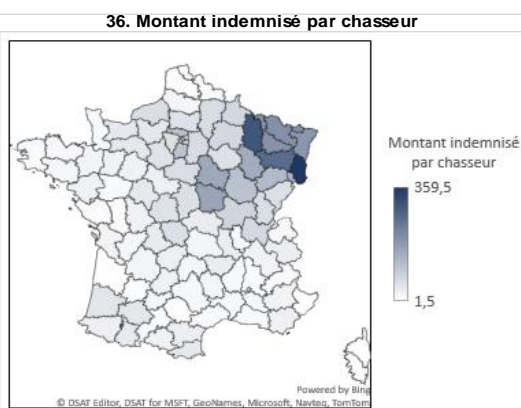 36. Montant indemnisé par chasseur
Montant indemnisé
par chasseur
359,5
1,5
Powered by Bing
© DSAT Editor, DSAT for MSFT, GeoNames, Microsoft, Navteq, TomTom